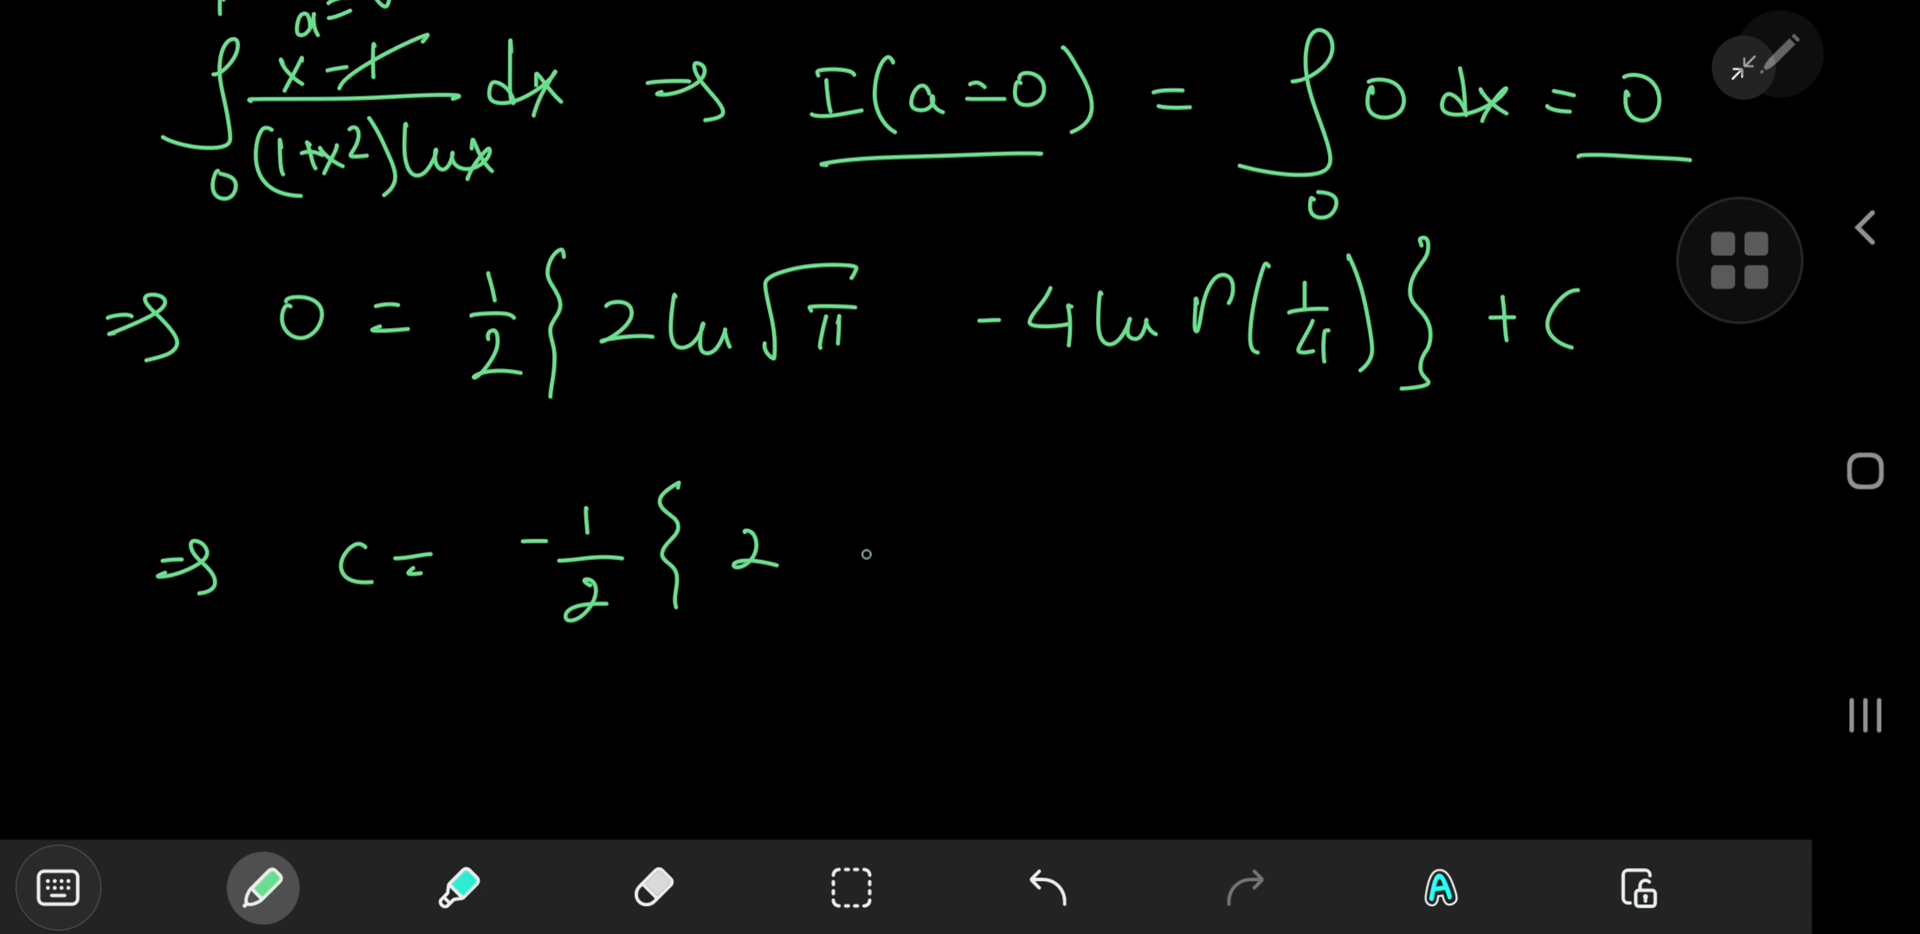 a=
∫₀ (x-1)/((1+x²)lnx) dx ⇒ I(a=0) = ∫₀ 0 dx = 0
⇒ 0 = 1/2 { 2 ln √π - 4 ln Γ(1/4) } + C
⇒ C = - 1/2 { 2
A